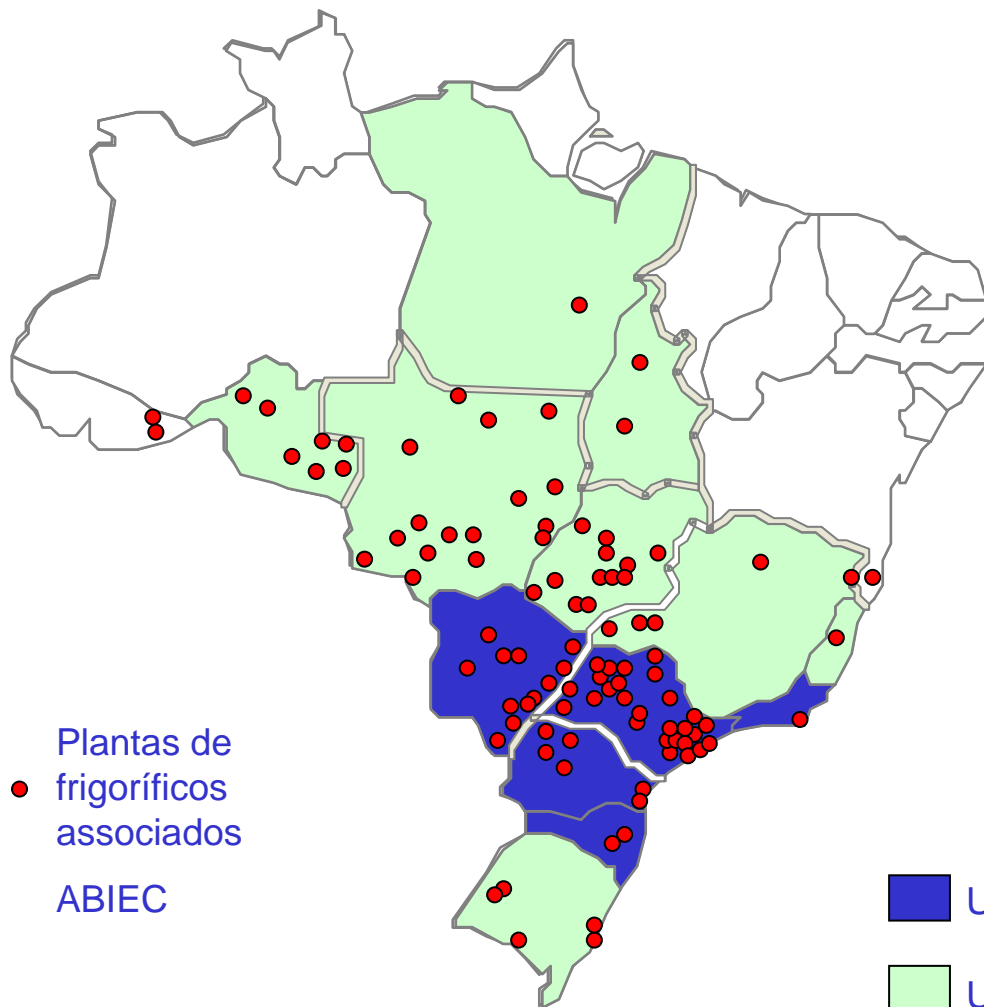 Plantas de
frigoríficos
associados
ABIEC
U
U